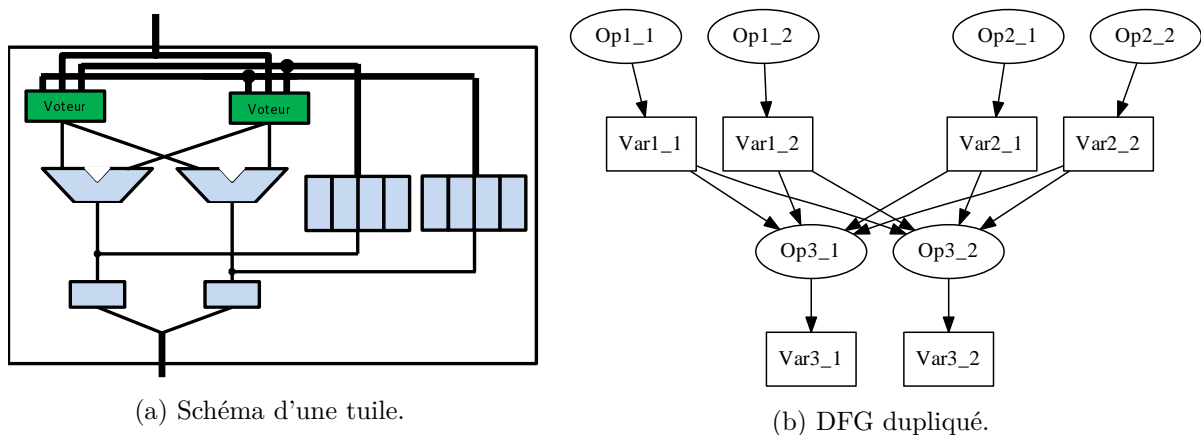 Voteur
Voteur
(a) Schéma d'une tuile.
Op1_1
Op1_2
Op2_1
Op2_2
Var1_1
Var1_2
Var2_1
Var2_2
Op3_1
Op3_2
Var3_1
Var3_2
(b) DFG dupliqué.